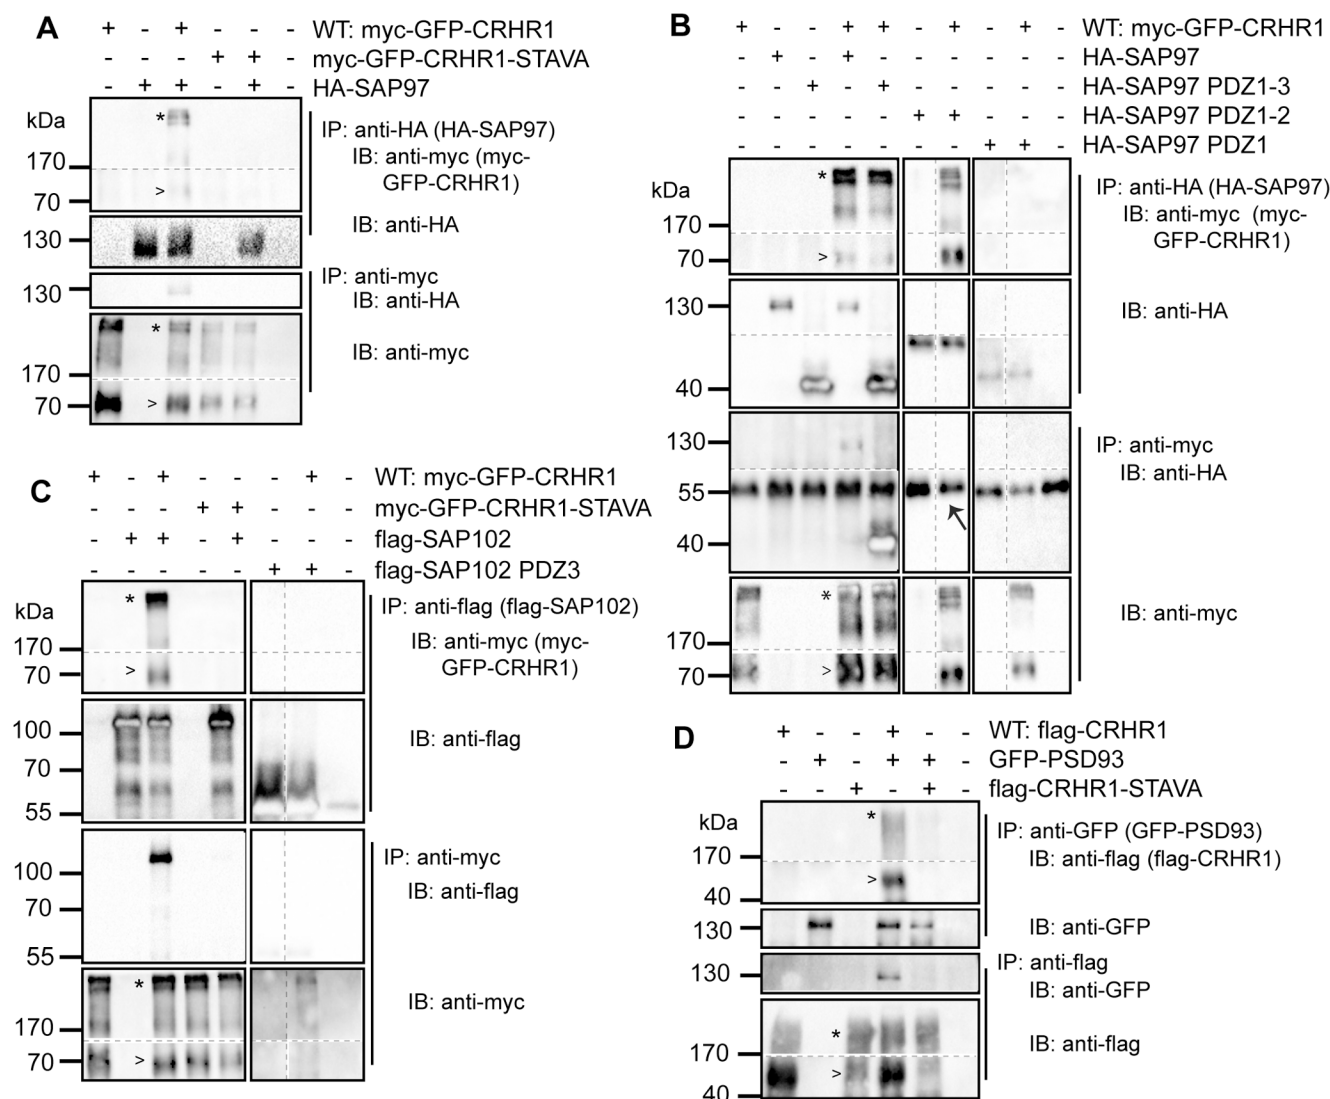 A
+ - + - - - WT: myc-GFP-CRHR1
- - - + + - myc-GFP-CRHR1-STAVA
- + + - + - HA-SAP97
kDa
*
170
>
70
IP: anti-HA (HA-SAP97)
IB: anti-myc (myc-
GFP-CRHR1)
130
IB: anti-HA
130
IP: anti-myc
IB: anti-HA
*
170
70
>
IB: anti-myc
B
+ - - + + - + - + - WT: myc-GFP-CRHR1
- + - + - - - - - - HA-SAP97
- - + - + - - - - - HA-SAP97 PDZ1-3
- - - - - + + - - - HA-SAP97 PDZ1-2
- - - - - - - + + - HA-SAP97 PDZ1
kDa
*
170
>
70
IP: anti-HA (HA-SAP97)
IB: anti-myc (myc-
GFP-CRHR1)
130
40
IB: anti-HA
130
55
40
IP: anti-myc
IB: anti-HA
*
170
>
70
IB: anti-myc
C
+ - + - - - + - WT: myc-GFP-CRHR1
- - - + + - - - myc-GFP-CRHR1-STAVA
- + + - + - - - flag-SAP102
- - - - - + + - flag-SAP102 PDZ3
kDa
*
170
>
70
IP: anti-flag (flag-SAP102)
IB: anti-myc (myc-
GFP-CRHR1)
100
70
55
IB: anti-flag
100
70
55
IP: anti-myc
IB: anti-flag
*
170
>
70
IB: anti-myc
D
+ - - + - - WT: flag-CRHR1
- + - + + - GFP-PSD93
- - + - + - flag-CRHR1-STAVA
kDa
*
170
>
40
IP: anti-GFP (GFP-PSD93)
IB: anti-flag (flag-CRHR1)
130
IB: anti-GFP
130
IP: anti-flag
IB: anti-GFP
*
170
>
40
IB: anti-flag